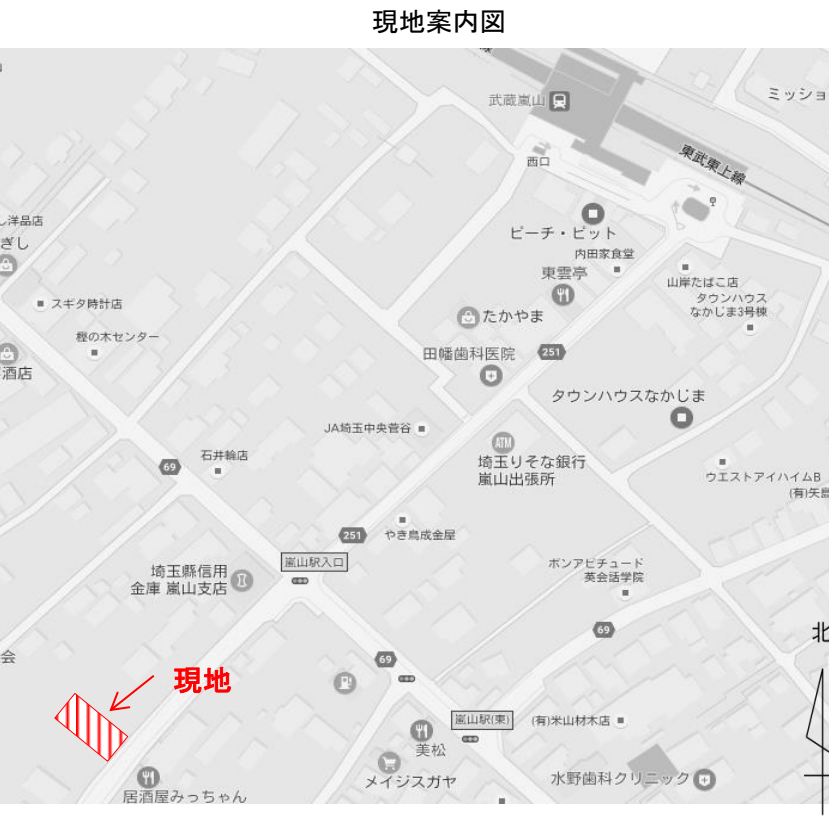 現地案内図
武蔵嵐山
ミッショ
西口
東武東上線
し洋品店
ぎし
ビーチ・ピット
内田家食堂
東雲亭
山岸たばこ店
タウンハウス
なかじま3号棟
スギタ時計店
たかやま
樫の木センター
田幡歯科医院
251
酒店
タウンハウスなかじま
JA埼玉中央菅谷
ATM
埼玉りそな銀行
嵐山出張所
石井輪店
69
ウエストアイハイムB
(有)矢島
251
やき鳥成金屋
嵐山駅入口
埼玉縣信用
金庫 嵐山支店
ボンアピチュード
英会話学院
69
北
会
69
現地
嵐山駅(東)
(有)米山材木店
美松
メイジスガヤ
水野歯科クリニック
居酒屋みっちゃん